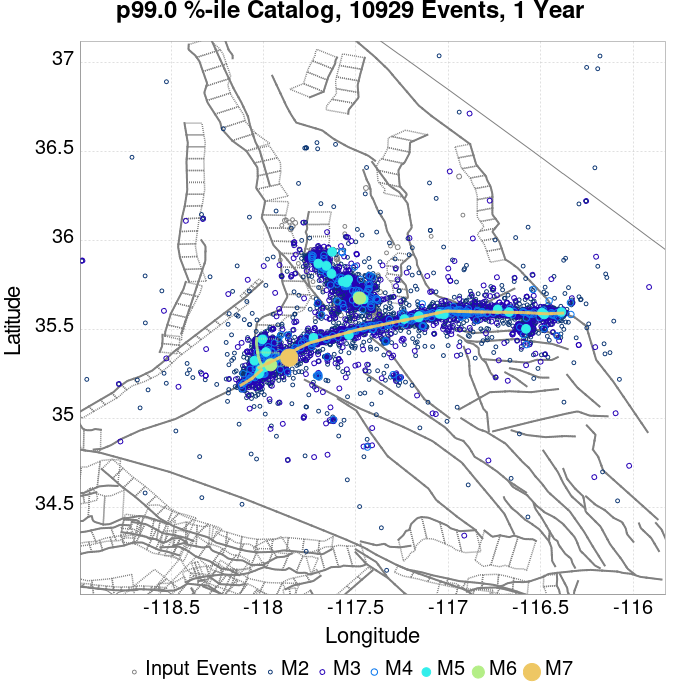 p99.0 %-ile Catalog, 10929 Events, 1 Year
37
36.5
36
35.5
35
34.5
Latitude
-118.5 -118 -117.5 -117 -116.5 -116
Longitude
Input Events M2 M3 M4 M5 M6 M7